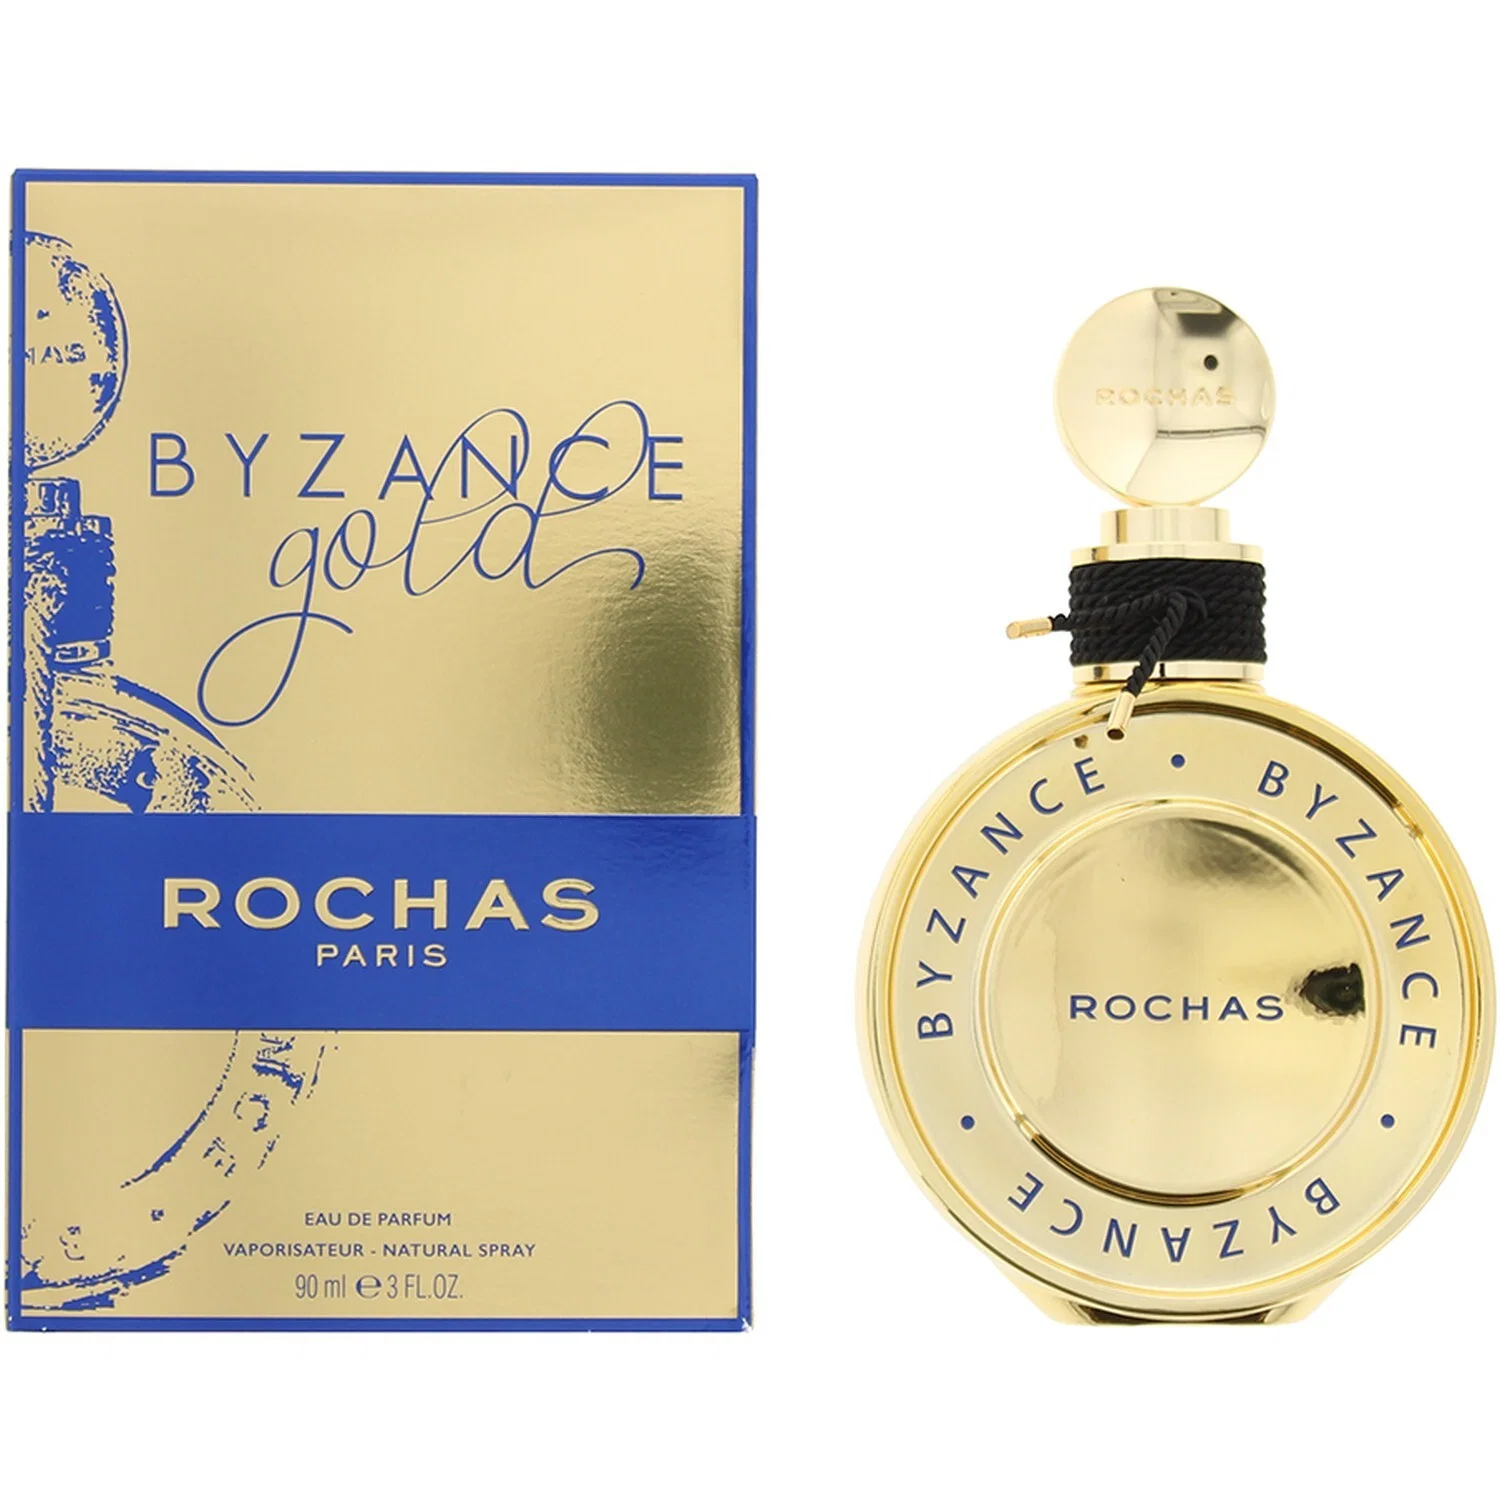 HAS
BYZANCE
gold
ROCHAS
PARIS
EAU DE PARFUM
VAPORISATEUR - NATURAL SPRAY
90 ml ℮ 3 FL.OZ.
ROCHAS
BYZANCE • BYZANCE • BYZANCE •
ROCHAS